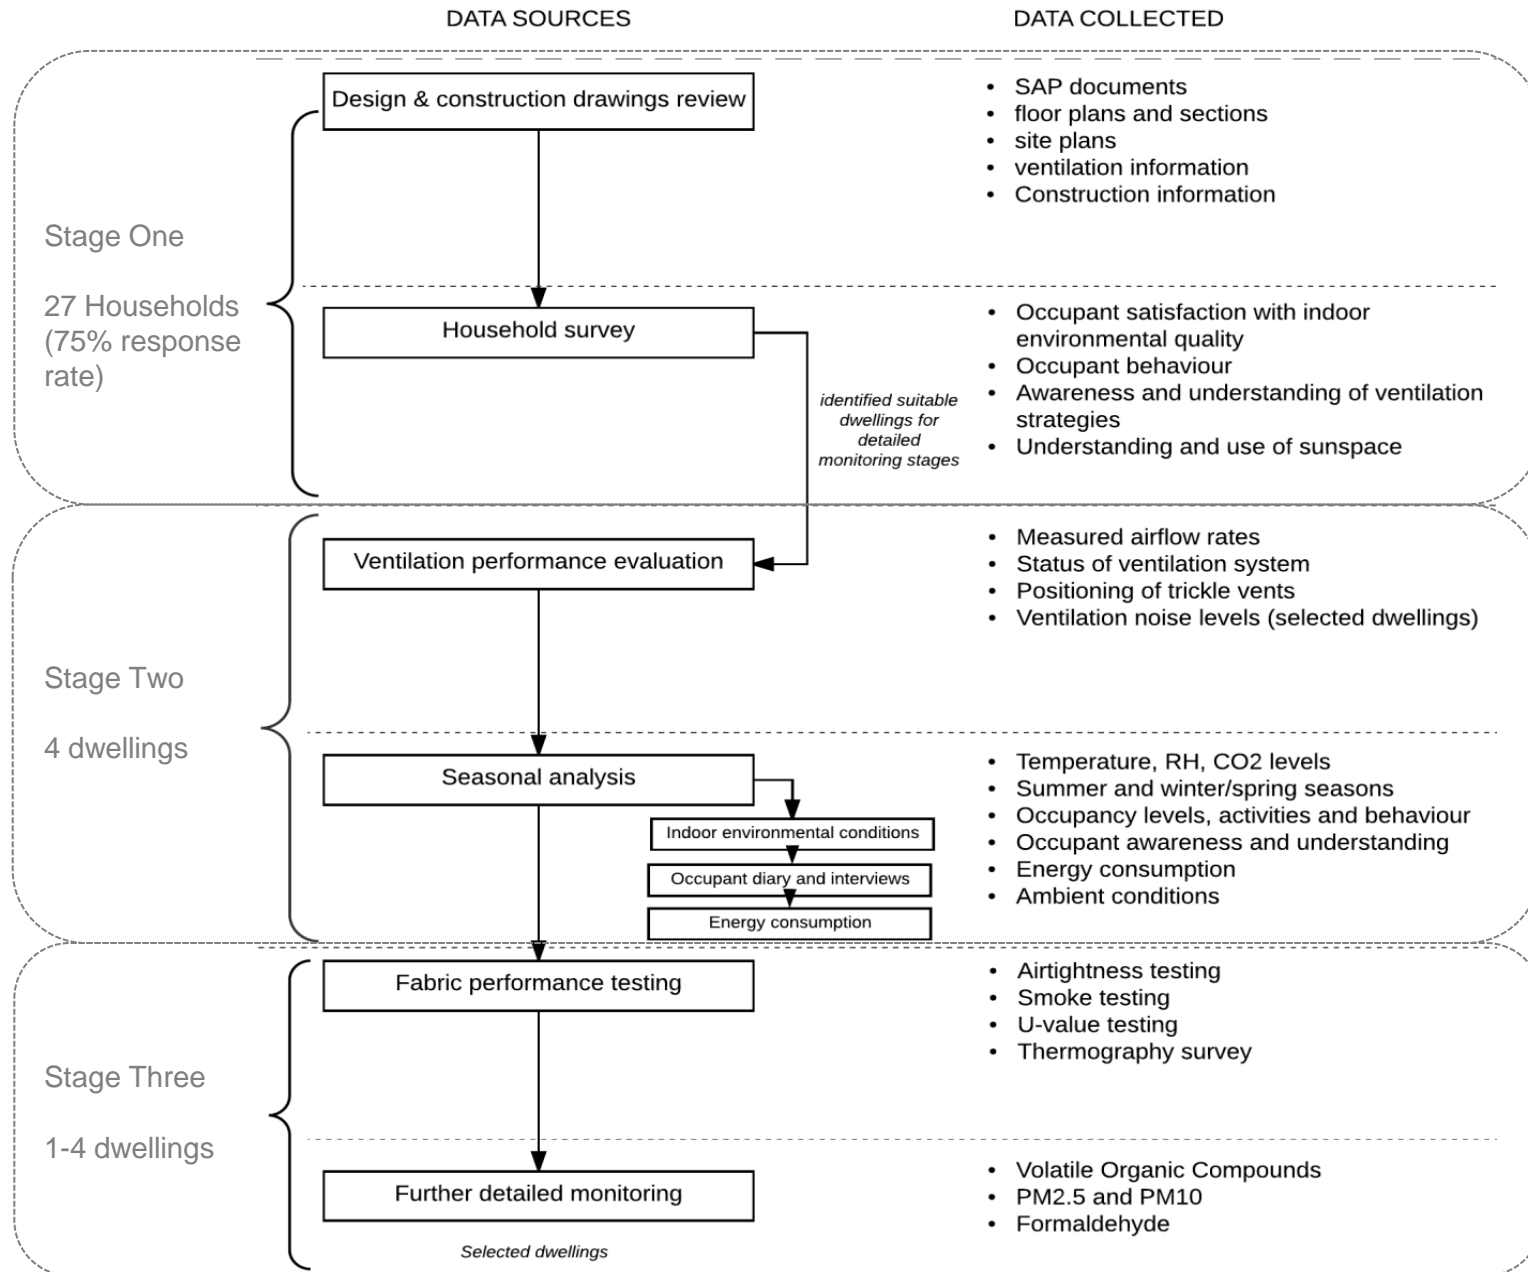 DATA SOURCES
DATA COLLECTED
Design & construction drawings review
• SAP documents
• floor plans and sections
• site plans
• ventilation information
• Construction information
Stage One
27 Households
(75% response
rate)
Household survey
• Occupant satisfaction with indoor
environmental quality
• Occupant behaviour
• Awareness and understanding of ventilation
strategies
• Understanding and use of sunspace
identified suitable
dwellings for
detailed
monitoring stages
Ventilation performance evaluation
• Measured airflow rates
• Status of ventilation system
• Positioning of trickle vents
• Ventilation noise levels (selected dwellings)
Stage Two
4 dwellings
Seasonal analysis
Indoor environmental conditions
Occupant diary and interviews
Energy consumption
• Temperature, RH, CO2 levels
• Summer and winter/spring seasons
• Occupancy levels, activities and behaviour
• Occupant awareness and understanding
• Energy consumption
• Ambient conditions
Fabric performance testing
• Airtightness testing
• Smoke testing
• U-value testing
• Thermography survey
Stage Three
1-4 dwellings
Further detailed monitoring
Selected dwellings
• Volatile Organic Compounds
• PM2.5 and PM10
• Formaldehyde